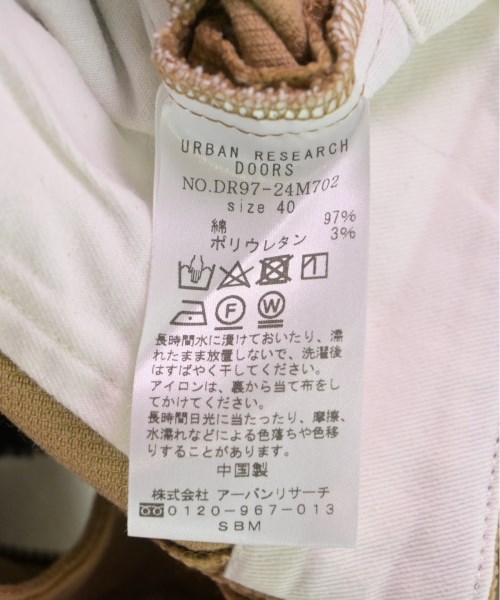 URBAN RESEARCH
DOORS
NO.DR97-24M702
size 40
綿 97%
ポリウレタン 3%
F W
長時間水に漬けておいたり、濡
れたまま放置しないで、洗濯後
はすばやく干してください。
アイロンは、裏から当て布をし
てかけてください。
長時間日光に当たったり、摩擦、
水濡れなどによる色落ちや色移
りすることがあります。
中国製
株式会社 アーバンリサーチ
0120-967-013
SBM